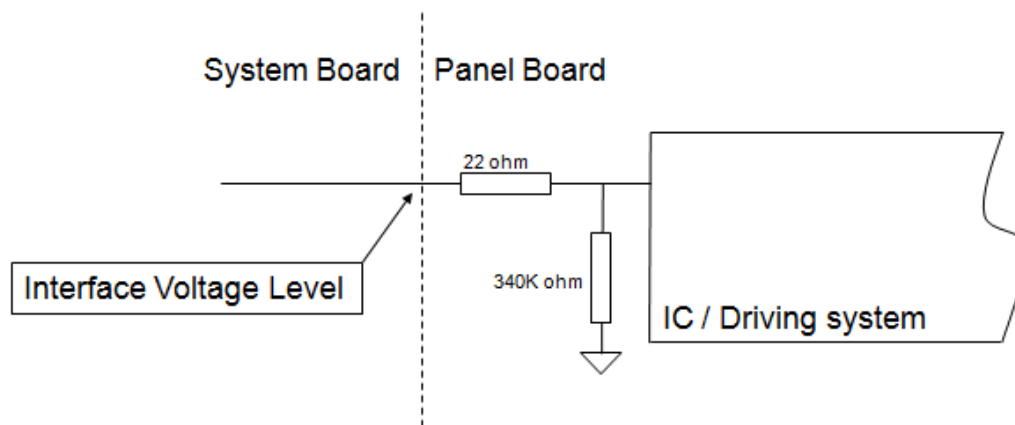 System Board
Panel Board
22 ohm
Interface Voltage Level
340K ohm
IC / Driving system